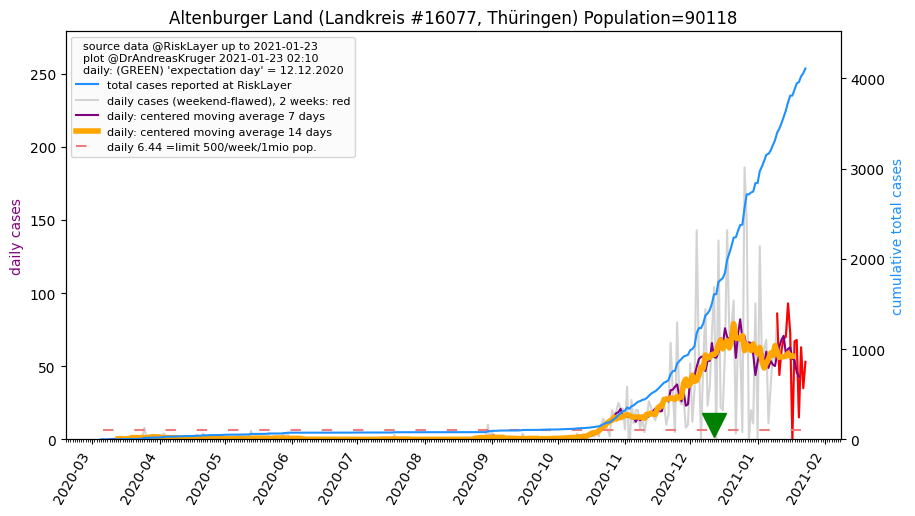 Altenburger Land (Landkreis #16077, Thüringen) Population=90118
source data @RiskLayer up to 2021-01-23
plot @DrAndreasKruger 2021-01-23 02:10
daily: (GREEN) 'expectation day' = 12.12.2020
total cases reported at RiskLayer
daily cases (weekend-flawed), 2 weeks: red
daily: centered moving average 7 days
daily: centered moving average 14 days
daily 6.44 =limit 500/week/1mio pop.
daily cases
250
200
150
100
50
0
cumulative total cases
4000
3000
2000
1000
0
2020-03
2020-04
2020-05
2020-06
2020-07
2020-08
2020-09
2020-10
2020-11
2020-12
2021-01
2021-02